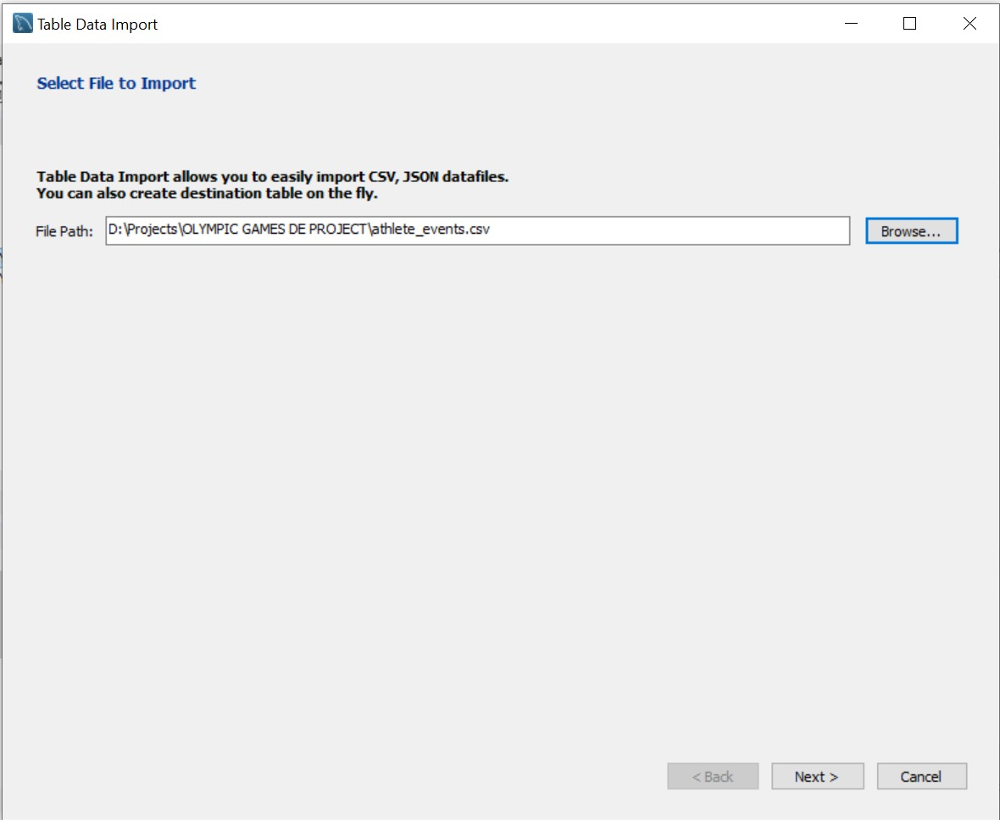 Table Data Import
Select File to Import
Table Data Import allows you to easily import CSV, JSON datafiles.
You can also create destination table on the fly.
File Path: D:\Projects\OLYMPIC GAMES DE PROJECT\athlete_events.csv Browse...
< Back Next > Cancel